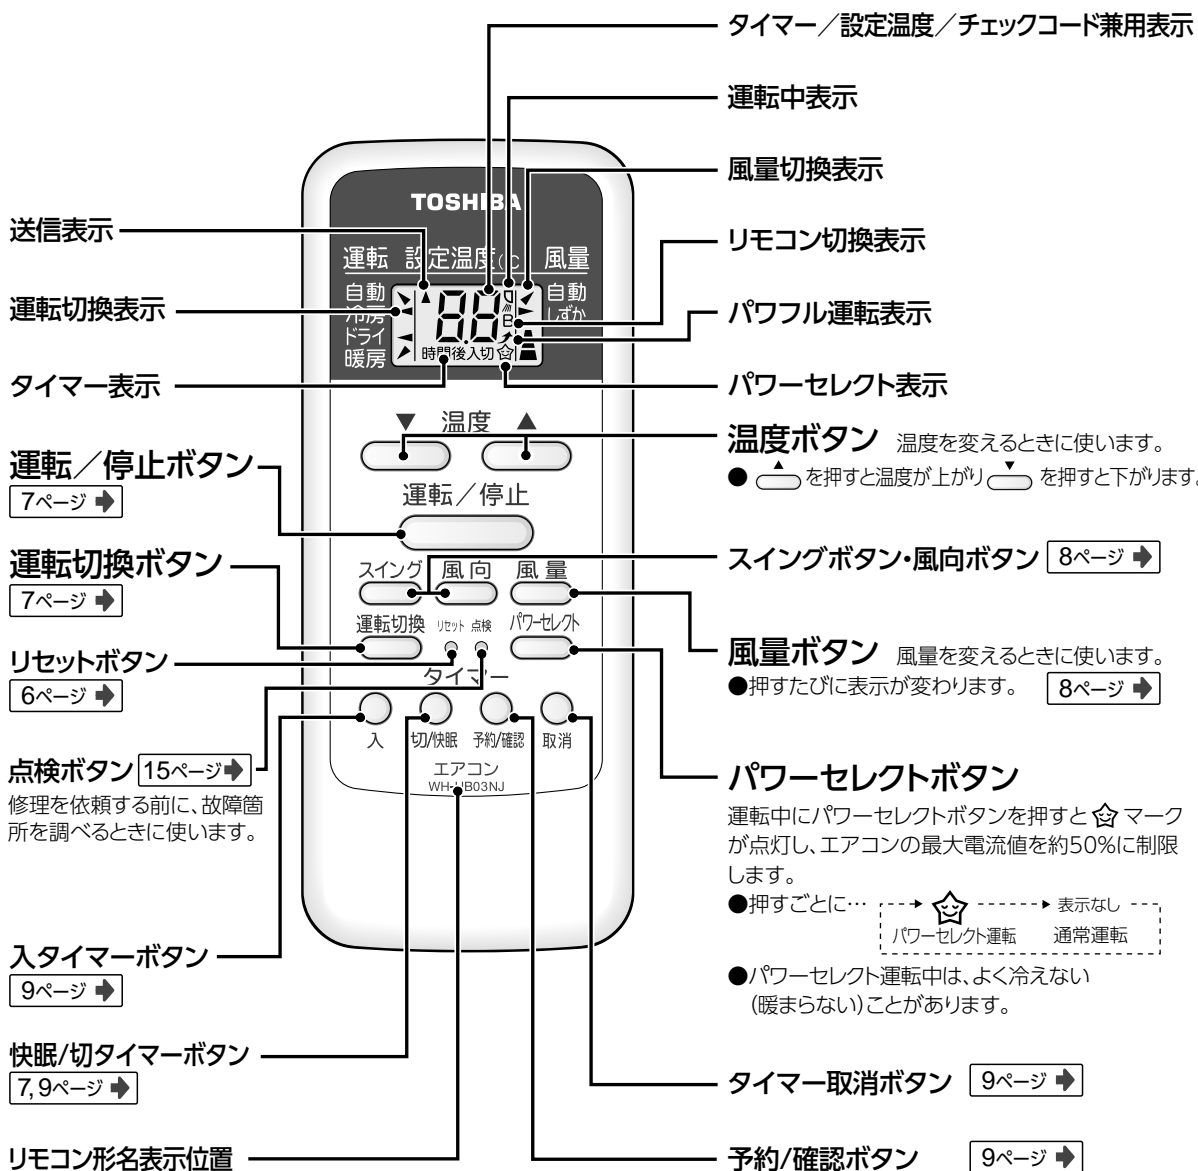 タイマー／設定温度／チェックコード兼用表示
運転中表示
風量切換表示
リモコン切換表示
パワフル運転表示
パワーセレクト表示
送信表示
運転切換表示
タイマー表示
運転／停止ボタン
7ページ
運転切換ボタン
7ページ
リセットボタン
6ページ
点検ボタン 15ページ
修理を依頼する前に、故障箇
所を調べるときに使います。
入タイマーボタン
9ページ
快眠/切タイマーボタン
7, 9ページ
リモコン形名表示位置
TOSHIBA
運転 設定温度(℃ 風量
自動
冷房
ドライ
暖房
88
B
時間後入切
自動
しずか
▼ 温度 ▲
運転／停止
スイング 風向 風量
運転切換 リセット 点検 パワーセレクト
タイマー
入 切/快眠 予約/確認 取消
エアコン
WH-UB03NJ
温度ボタン 温度を変えるときに使います。
●▲を押すと温度が上がり▼を押すと下がります。
スイングボタン・風向ボタン 8ページ
風量ボタン 風量を変えるときに使います。
●押すたびに表示が変わります。 8ページ
パワーセレクトボタン
運転中にパワーセレクトボタンを押すと マーク
が点灯し、エアコンの最大電流値を約50%に制限
します。
●押すごとに… 表示なし
パワーセレクト運転 通常運転
●パワーセレクト運転中は、よく冷えない
（暖まらない）ことがあります。
タイマー取消ボタン 9ページ
予約/確認ボタン 9ページ